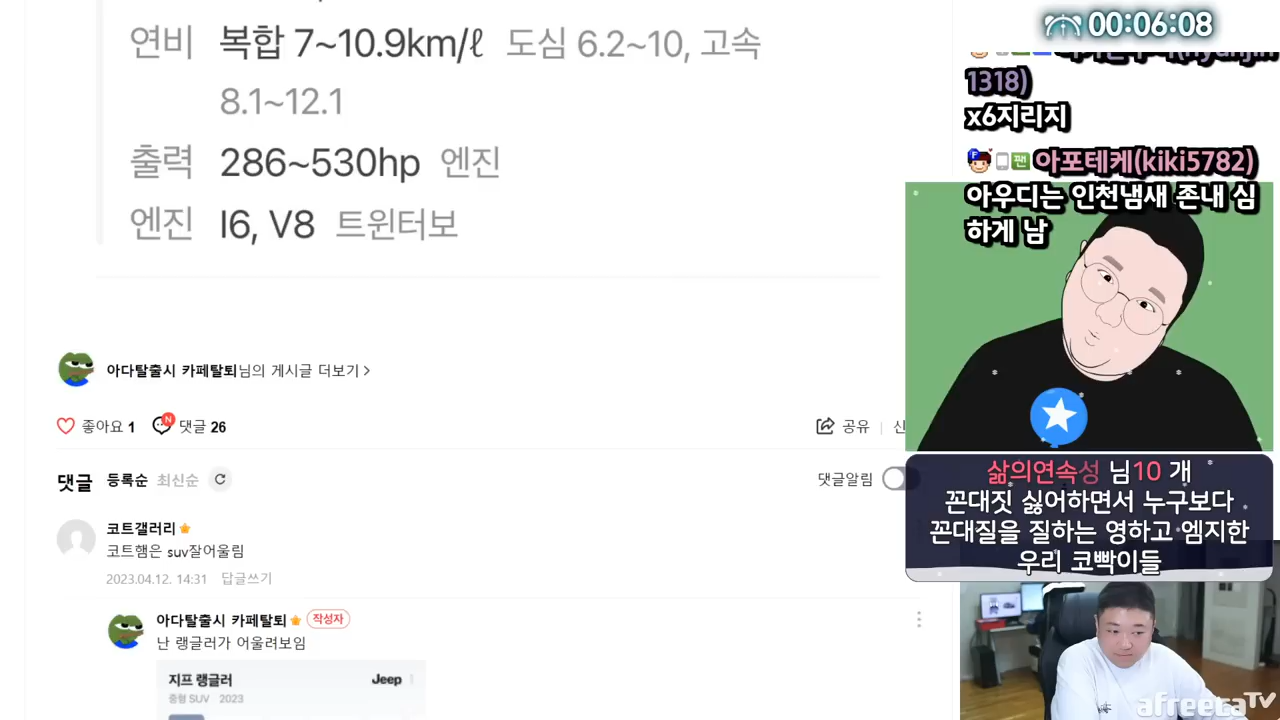 연비 복합 7~10.9km/ℓ 도심 6.2~10, 고속
8.1~12.1
출력 286~530hp 엔진
엔진 I6, V8 트윈터보
아다탈출시 카페탈퇴님의 게시글 더보기 >
좋아요 1 N 댓글 26
공유 신
댓글 등록순 최신순
댓글알림
코트갤러리
코트햄은 suv잘어울림
2023.04.12. 14:31 답글쓰기
아다탈출시 카페탈퇴 작성자
난 랭글러가 어울려보임
지프 랭글러 Jeep
중형 SUV · 2023
00:06:08
1318)
x6지리지
F 팬 아포테케(kiki5782)
아우디는 인천냄새 존내 심
하게 남
삶의연속성 님10 개
꼰대짓 싫어하면서 누구보다
꼰대질을 질하는 영하고 엠지한
우리 코빡이들
afreecaTV